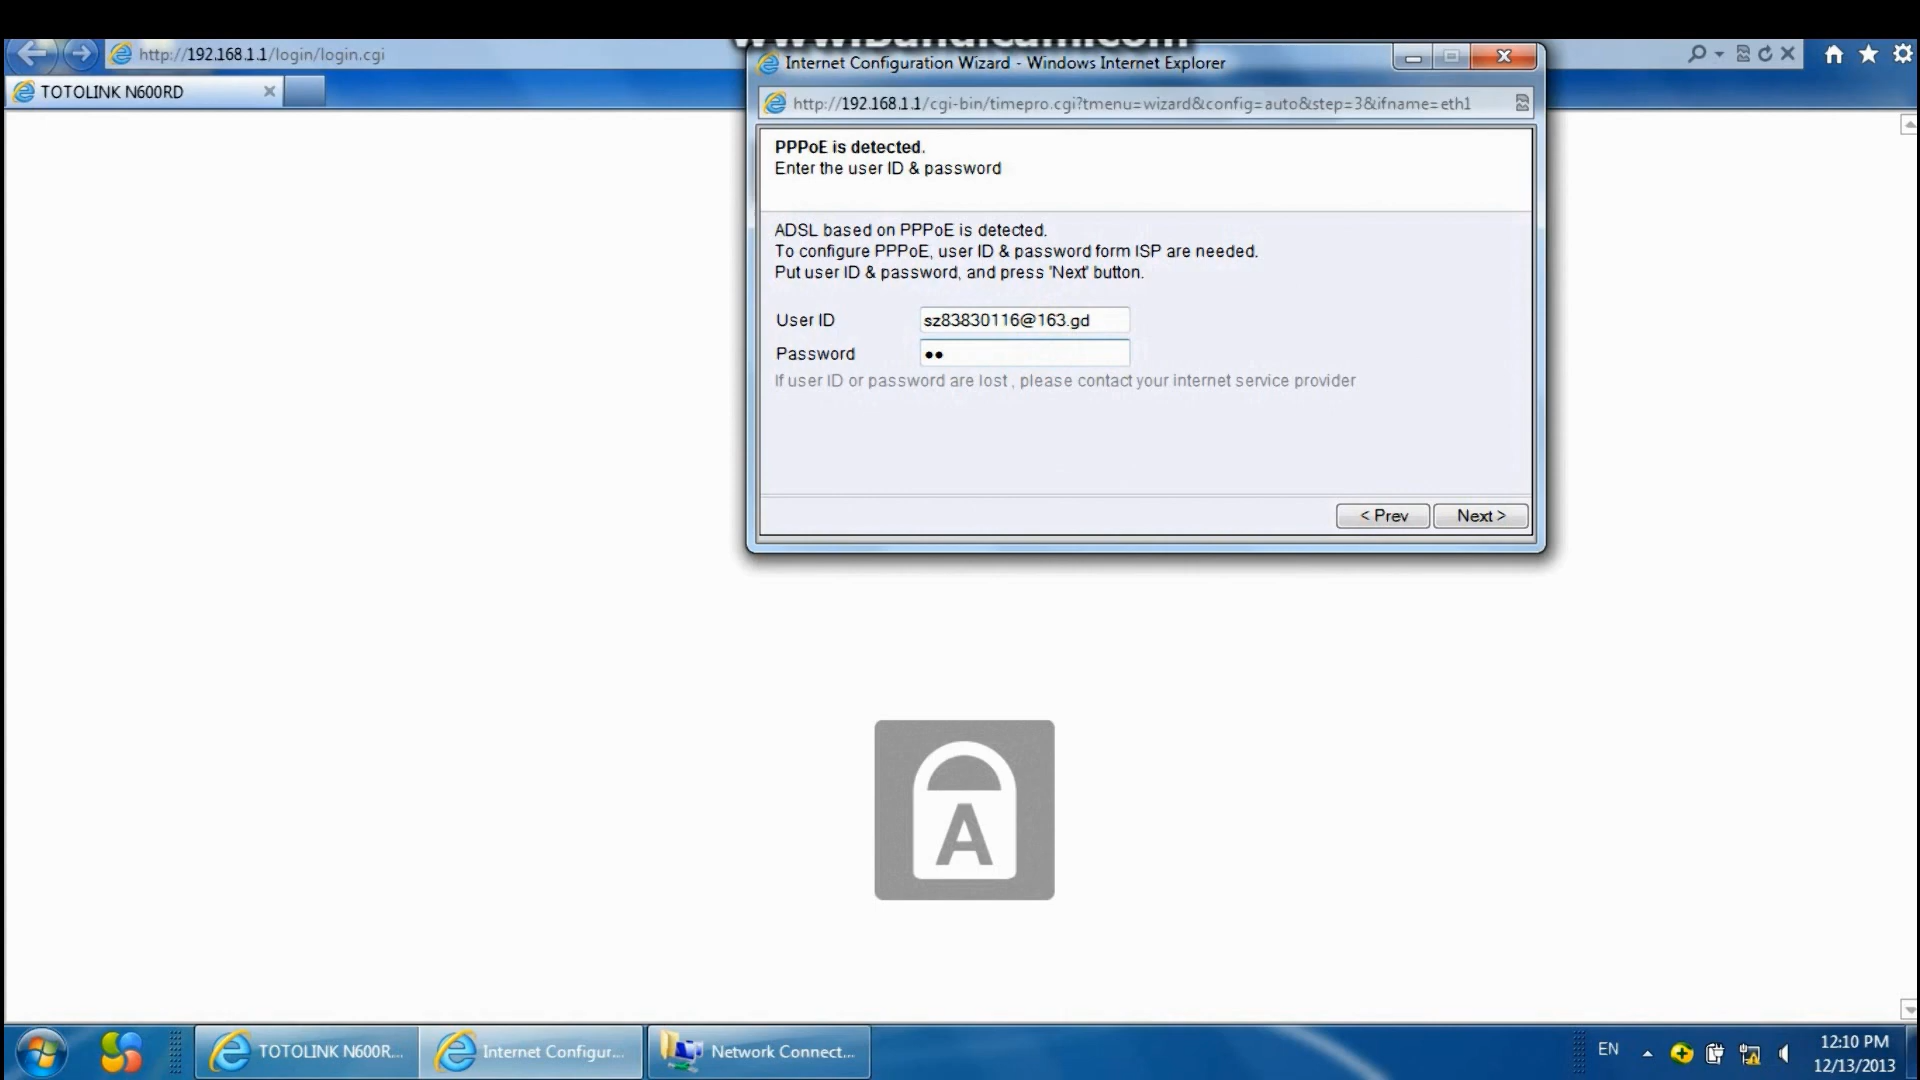 http://192.168.1.1/login/login.cgi
TOTOLINK N600RD
Internet Configuration Wizard - Windows Internet Explorer
http://192.168.1.1/cgi-bin/timepro.cgi?tmenu=wizard&config=auto&step=3&ifname=eth1
PPPoE is detected.
Enter the user ID & password
ADSL based on PPPoE is detected.
To configure PPPoE, user ID & password form ISP are needed.
Put user ID & password, and press 'Next' button.
User ID sz83830116@163.gd
Password ●●
If user ID or password are lost , please contact your internet service provider
< Prev Next >
A
TOTOLINK N600R...
Internet Configur...
Network Connect...
EN
12:10 PM
12/13/2013